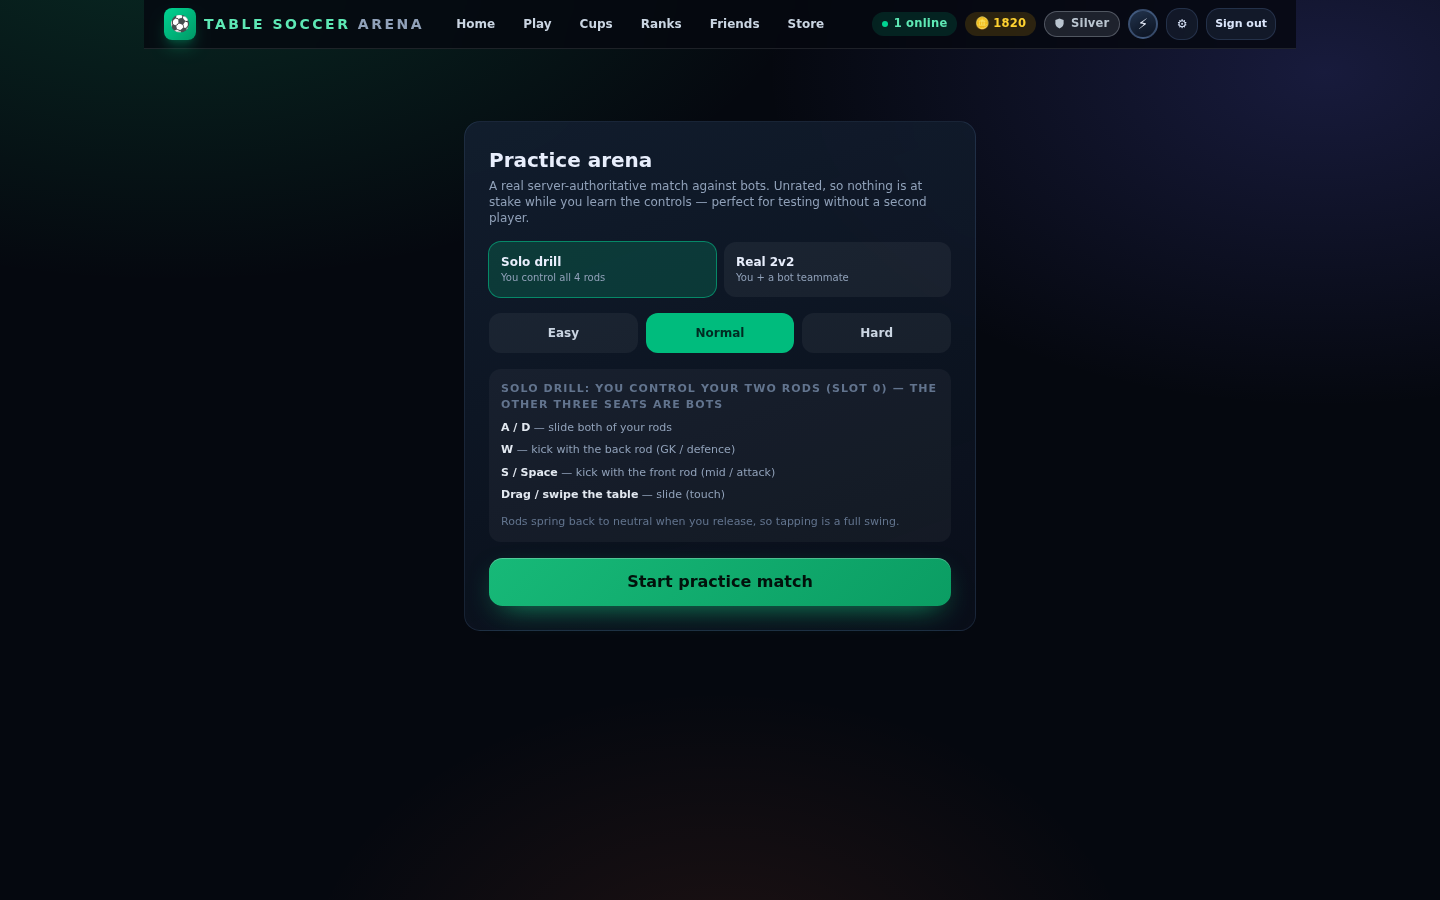 TABLE SOCCER ARENA Home Play Cups Ranks Friends Store 1 online 1820 Silver Sign out
Practice arena
A real server-authoritative match against bots. Unrated, so nothing is at
stake while you learn the controls — perfect for testing without a second
player.
Solo drill Real 2v2
You control all 4 rods You + a bot teammate
Easy Normal Hard
SOLO DRILL: YOU CONTROL YOUR TWO RODS (SLOT 0) — THE
OTHER THREE SEATS ARE BOTS
A / D — slide both of your rods
W — kick with the back rod (GK / defence)
S / Space — kick with the front rod (mid / attack)
Drag / swipe the table — slide (touch)
Rods spring back to neutral when you release, so tapping is a full swing.
Start practice match